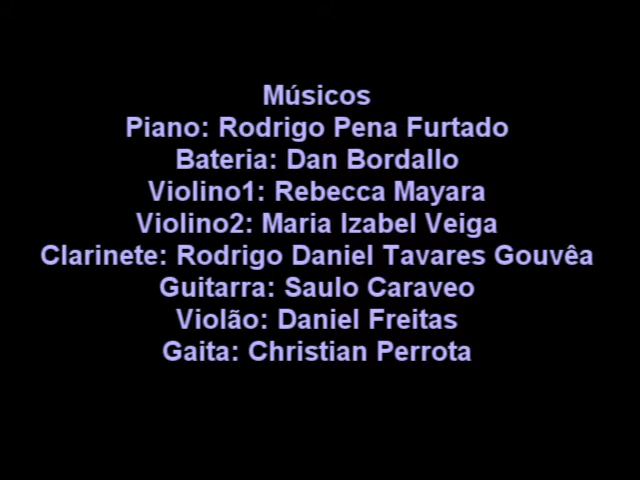 Músicos
Piano: Rodrigo Pena Furtado
Bateria: Dan Bordallo
Violino1: Rebecca Mayara
Violino2: Maria Izabel Veiga
Clarinete: Rodrigo Daniel Tavares Gouvêa
Guitarra: Saulo Caraveo
Violão: Daniel Freitas
Gaita: Christian Perrota